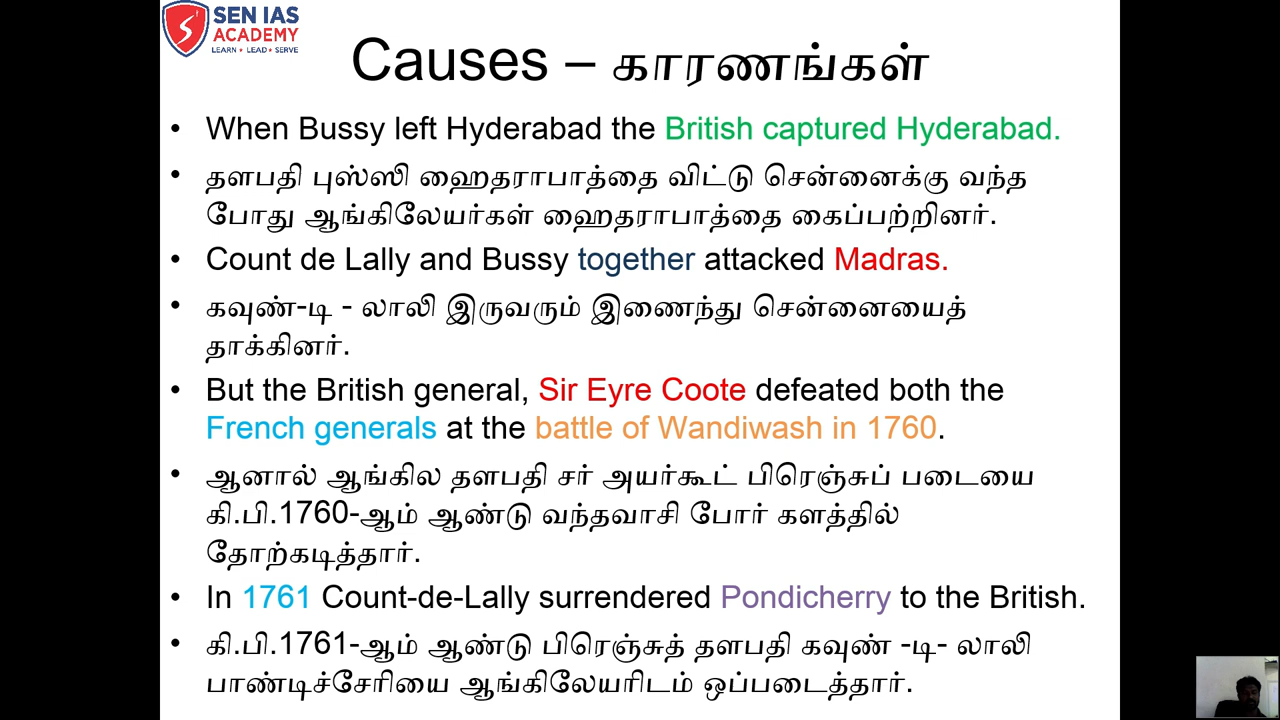 SEN IAS
ACADEMY
LEARN • LEAD • SERVE
Causes – காரணங்கள்
• When Bussy left Hyderabad the British captured Hyderabad.
• தளபதி புஸ்ஸி ஹைதராபாத்தை விட்டு சென்னைக்கு வந்த
போது ஆங்கிலேயர்கள் ஹைதராபாத்தை கைப்பற்றினர்.
• Count de Lally and Bussy together attacked Madras.
• கவுண்-டி - லாலி இருவரும் இணைந்து சென்னையைத்
தாக்கினர்.
• But the British general, Sir Eyre Coote defeated both the
French generals at the battle of Wandiwash in 1760.
• ஆனால் ஆங்கில தளபதி சர் அயர்கூட் பிரெஞ்சுப் படையை
கி.பி.1760-ஆம் ஆண்டு வந்தவாசி போர் களத்தில்
தோற்கடித்தார்.
• In 1761 Count-de-Lally surrendered Pondicherry to the British.
• கி.பி.1761-ஆம் ஆண்டு பிரெஞ்சுத் தளபதி கவுண் -டி- லாலி
பாண்டிச்சேரியை ஆங்கிலேயரிடம் ஒப்படைத்தார்.